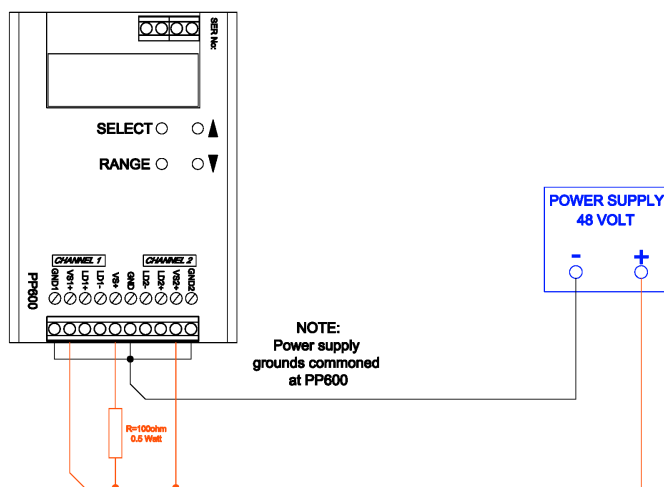 SER No:
SELECT
RANGE
CHANNEL 1
CHANNEL 2
GND1
VS1+
LD1+
LD1-
VS+
GND
LD2-
LD2+
VS2+
GND2
PP600
POWER SUPPLY
48 VOLT
- +
NOTE:
Power supply
grounds commoned
at PP600
R=100ohm
0.5 Watt